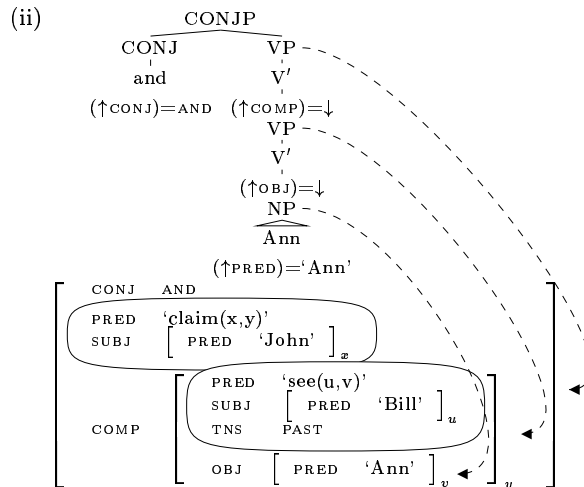 (ii)
CONJP
CONJ VP
and V′
(↑CONJ)=AND (↑COMP)=↓
VP
V′
(↑OBJ)=↓
NP
Ann
(↑PRED)=‘Ann’
CONJ AND
PRED ‘claim(x,y)’
SUBJ [ PRED ‘John’ ]x
PRED ‘see(u,v)’
SUBJ [ PRED ‘Bill’ ]u
COMP TNS PAST
OBJ [ PRED ‘Ann’ ]v y